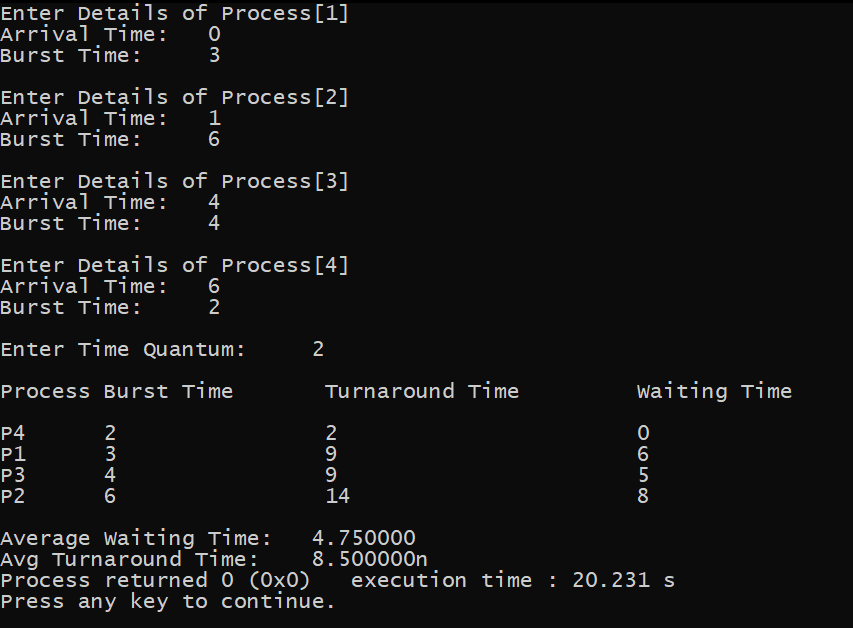 Enter Details of Process[1]
Arrival Time:   0
Burst Time:     3
Enter Details of Process[2]
Arrival Time:   1
Burst Time:     6
Enter Details of Process[3]
Arrival Time:   4
Burst Time:     4
Enter Details of Process[4]
Arrival Time:   6
Burst Time:     2
Enter Time Quantum:     2
Process Burst Time       Turnaround Time         Waiting Time
P4      2                2                       0
P1      3                9                       6
P3      4                9                       5
P2      6                14                      8
Average Waiting Time:   4.750000
Avg Turnaround Time:    8.500000n
Process returned 0 (0x0)   execution time : 20.231 s
Press any key to continue.